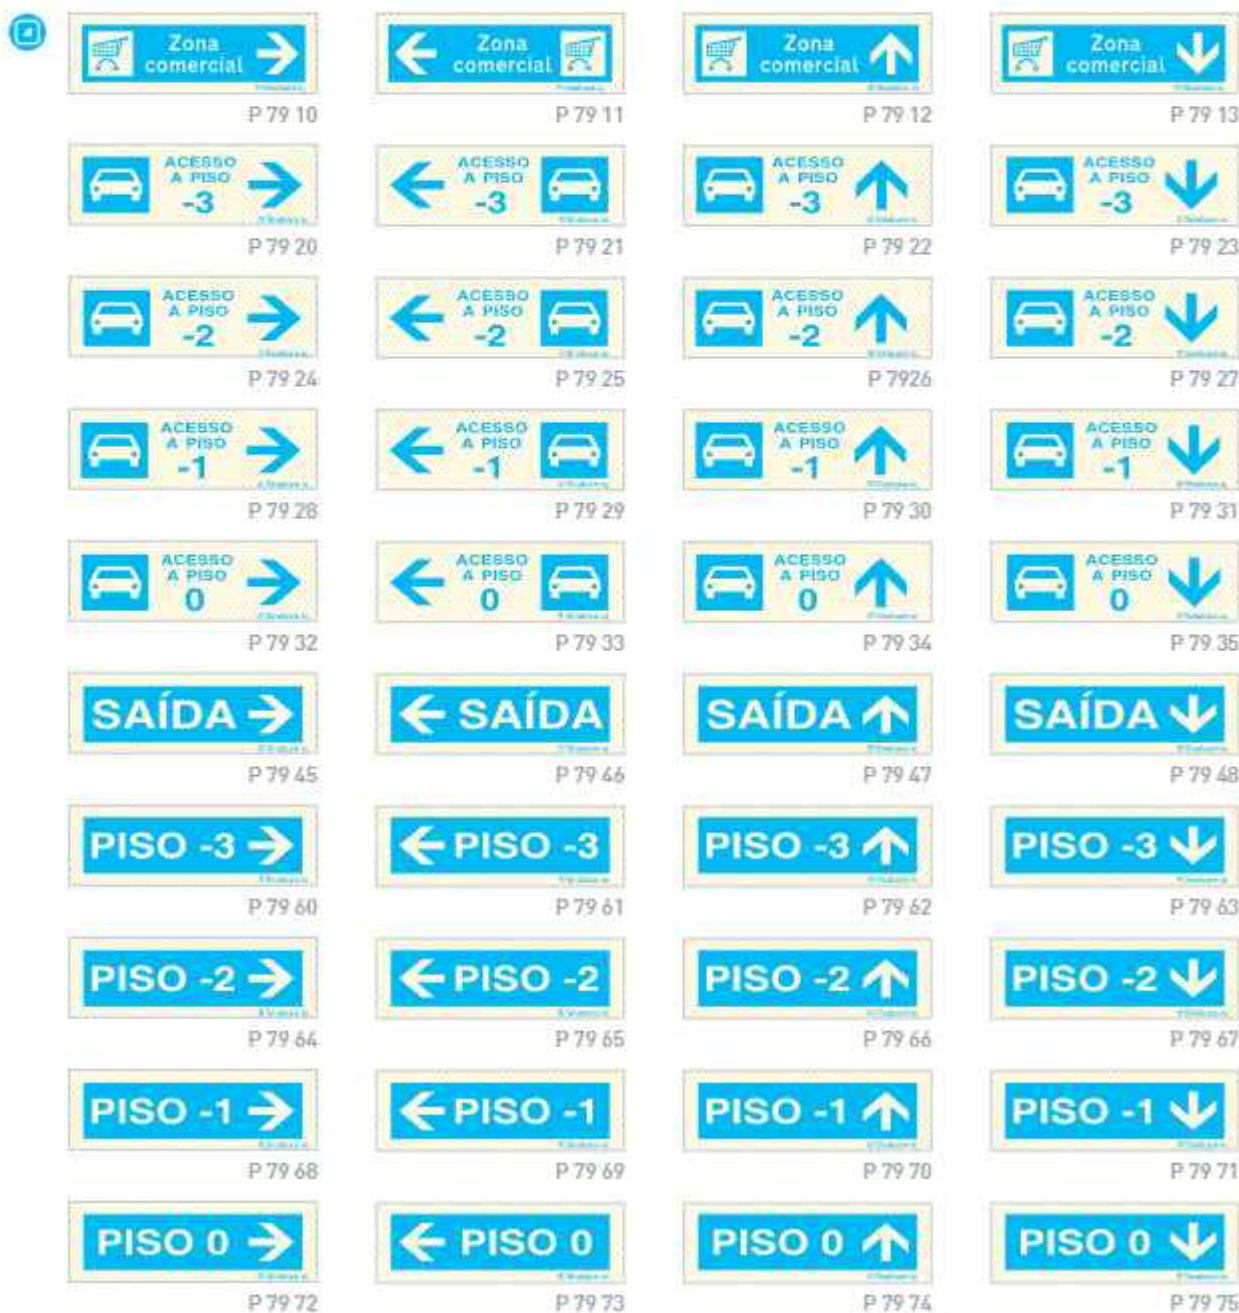 Zona
comercial
P 79 10
Zona
comercial
P 79 11
Zona
comercial
P 79 12
Zona
comercial
P 79 13
ACESSO
A PISO
-3
P 79 20
ACESSO
A PISO
-3
P 79 21
ACESSO
A PISO
-3
P 79 22
ACESSO
A PISO
-3
P 79 23
ACESSO
A PISO
-2
P 79 24
ACESSO
A PISO
-2
P 79 25
ACESSO
A PISO
-2
P 7926
ACESSO
A PISO
-2
P 79 27
ACESSO
A PISO
-1
P 79 28
ACESSO
A PISO
-1
P 79 29
ACESSO
A PISO
-1
P 79 30
ACESSO
A PISO
-1
P 79 31
ACESSO
A PISO
0
P 79 32
ACESSO
A PISO
0
P 79 33
ACESSO
A PISO
0
P 79 34
ACESSO
A PISO
0
P 79 35
SAÍDA
P 79 45
SAÍDA
P 79 46
SAÍDA
P 79 47
SAÍDA
P 79 48
PISO -3
P 79 60
PISO -3
P 79 61
PISO -3
P 79 62
PISO -3
P 79 63
PISO -2
P 79 64
PISO -2
P 79 65
PISO -2
P 79 66
PISO -2
P 79 67
PISO -1
P 79 68
PISO -1
P 79 69
PISO -1
P 79 70
PISO -1
P 79 71
PISO 0
P 79 72
PISO 0
P 79 73
PISO 0
P 79 74
PISO 0
P 79 75